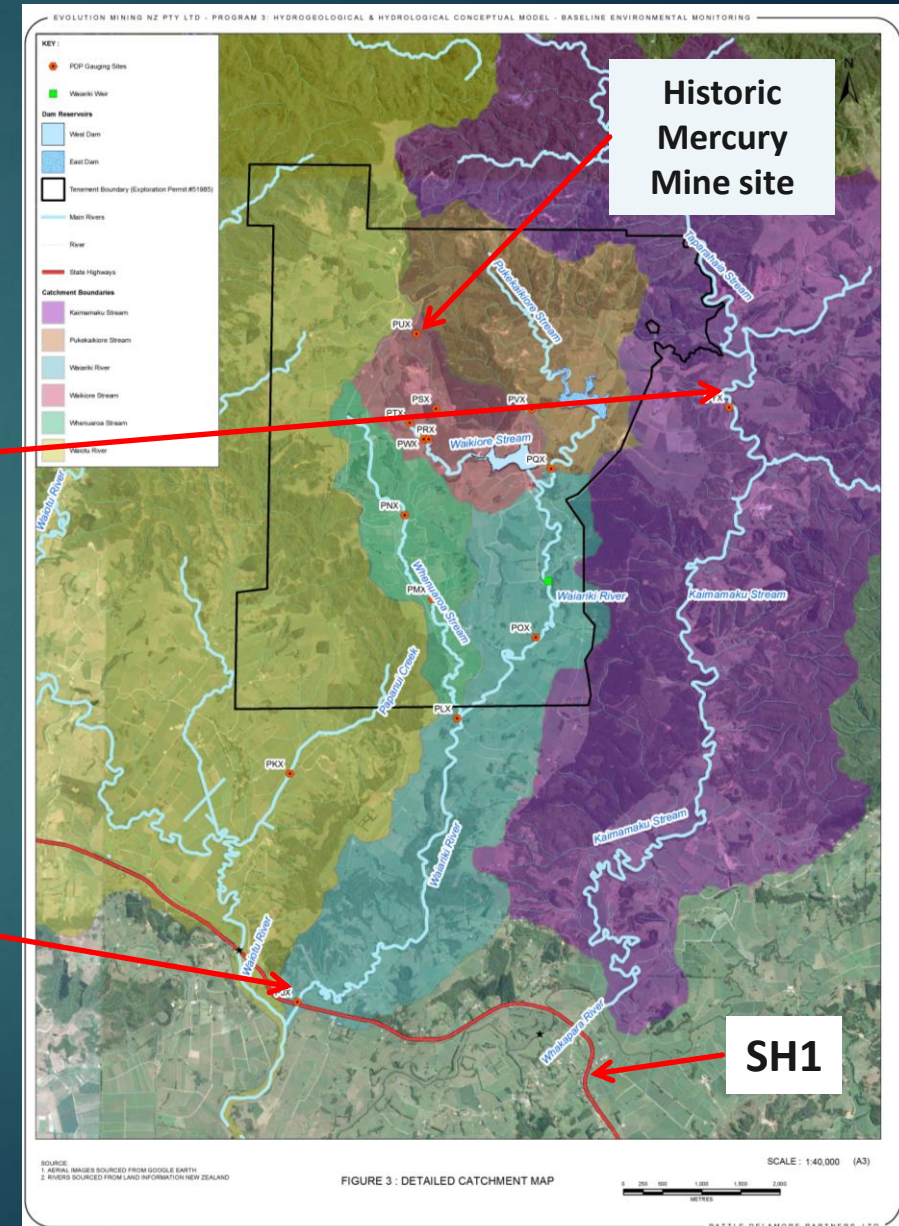 EVOLUTION MINING NZ PTY LTD - PROGRAM 3: HYDROGEOLOGICAL & HYDROLOGICAL CONCEPTUAL MODEL - BASELINE ENVIRONMENTAL MONITORING
KEY :
PDP Gauging Sites
Waiariki Weir
Dam Reservoirs
West Dam
East Dam
Tenement Boundary (Exploration Permit #51985)
Main Rivers
River
State Highways
Catchment Boundaries
Kaimamaku Stream
Pukekaikiore Stream
Waiariki River
Waikiore Stream
Whenuaroa Stream
Waiotu River
N
Historic
Mercury
Mine site
Taparahaia Stream
Pukekaikiore Stream
PUX
PSX
PVX
PTX
PRX
PWX
Waikiore Stream
PQX
Waiotu River
PNX
Whenuaroa Stream
PMX
Waiariki River
Kaimamaku Stream
POX
Papanui Creek
PLX
PKX
Waiariki River
Kaimamaku Stream
Waiotu River
Whakapara River
SH1
SOURCE:
1. AERIAL IMAGES SOURCED FROM GOOGLE EARTH
2. RIVERS SOURCED FROM LAND INFORMATION NEW ZEALAND
FIGURE 3 : DETAILED CATCHMENT MAP
SCALE : 1:40,000 (A3)
0 250 500 1,000 1,500 2,000
METRES
PATTLE DELAMORE PARTNERS LTD